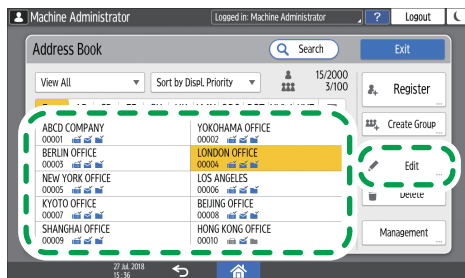 Machine Administrator
Logged in: Machine Administrator
?
Logout
Address Book
Search
Exit
View All
Sort by Displ. Priority
15/2000
3/100
Register
ABCD COMPANY
00001
YOKOHAMA OFFICE
00002
Create Group
BERLIN OFFICE
00003
LONDON OFFICE
00004
Edit
NEW YORK OFFICE
00005
LOS ANGELES
00006
Delete
KYOTO OFFICE
00007
BEIJING OFFICE
00008
SHANGHAI OFFICE
00009
HONG KONG OFFICE
00010
Management
27 Jul. 2018
15:36